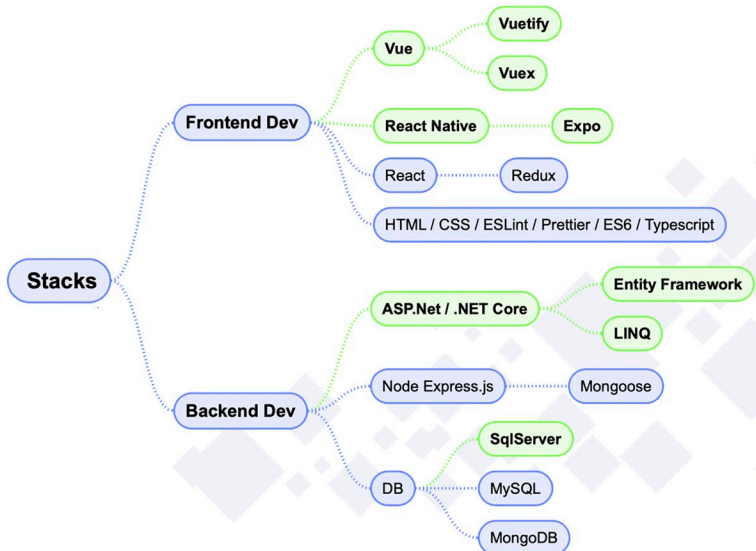 Stacks
Frontend Dev
Vue
Vuetify
Vuex
React Native
Expo
React
Redux
HTML / CSS / ESLint / Prettier / ES6 / Typescript
Backend Dev
ASP.Net / .NET Core
Entity Framework
LINQ
Node Express.js
Mongoose
DB
SqlServer
MySQL
MongoDB